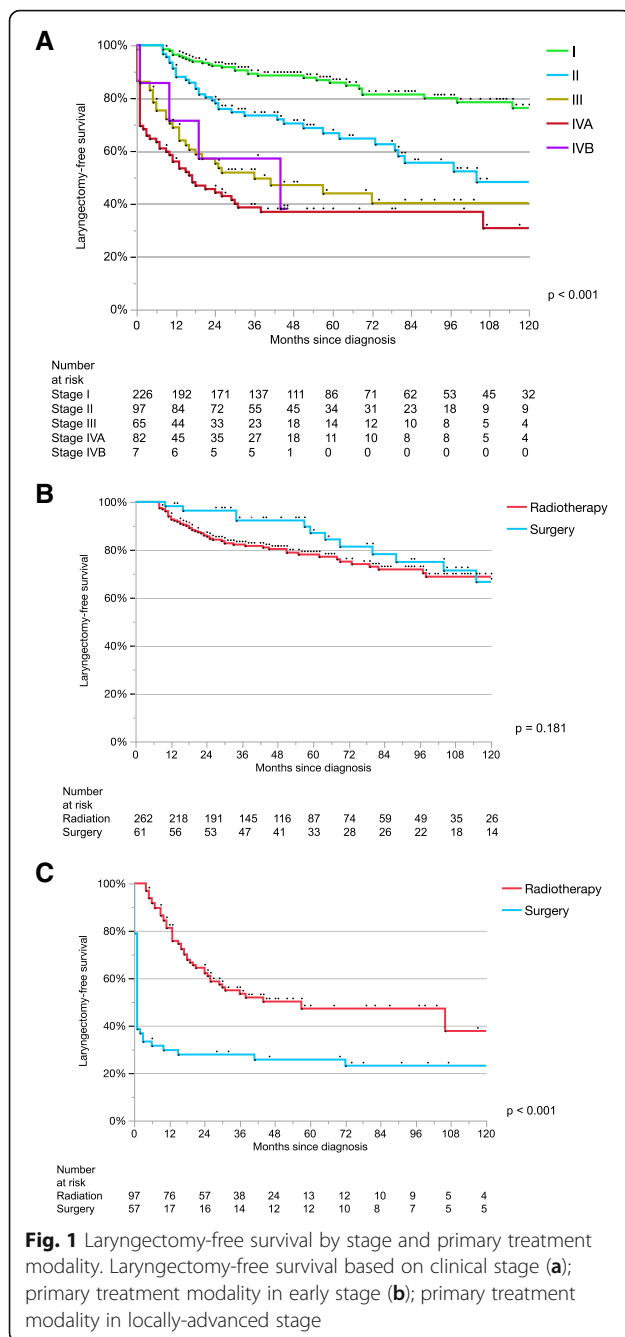 A
100%
80%
60%
40%
20%
0%
Laryngectomy-free survival
I
II
III
IVA
IVB
p < 0.001
0 12 24 36 48 60 72 84 96 108 120
Months since diagnosis
Number
at risk
Stage I 226 192 171 137 111 86 71 62 53 45 32
Stage II 97 84 72 55 45 34 31 23 18 9 9
Stage III 65 44 33 23 18 14 12 10 8 5 4
Stage IVA 82 45 35 27 18 11 10 8 8 5 4
Stage IVB 7 6 5 5 1 0 0 0 0 0 0
B
100%
80%
60%
40%
20%
0%
Laryngectomy-free survival
Radiotherapy
Surgery
p = 0.181
0 12 24 36 48 60 72 84 96 108 120
Months since diagnosis
Number
at risk
Radiation 262 218 191 145 116 87 74 59 49 35 26
Surgery 61 56 53 47 41 33 28 26 22 18 14
C
100%
80%
60%
40%
20%
0%
Laryngectomy-free survival
Radiotherapy
Surgery
p < 0.001
0 12 24 36 48 60 72 84 96 108 120
Months since diagnosis
Number
at risk
Radiation 97 76 57 38 24 13 12 10 9 5 4
Surgery 57 17 16 14 12 12 10 8 7 5 5
Fig. 1 Laryngectomy-free survival by stage and primary treatment
modality. Laryngectomy-free survival based on clinical stage (a);
primary treatment modality in early stage (b); primary treatment
modality in locally-advanced stage